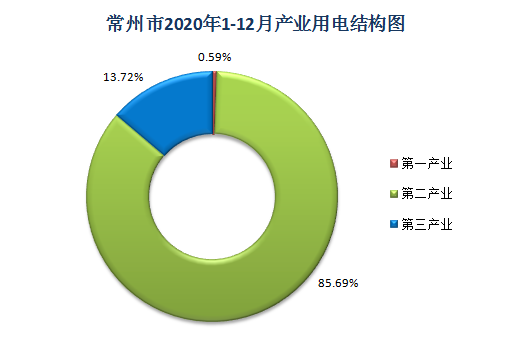 常州市2020年1-12月产业用电结构图
0.59%
13.72%
第一产业
第二产业
第三产业
85.69%